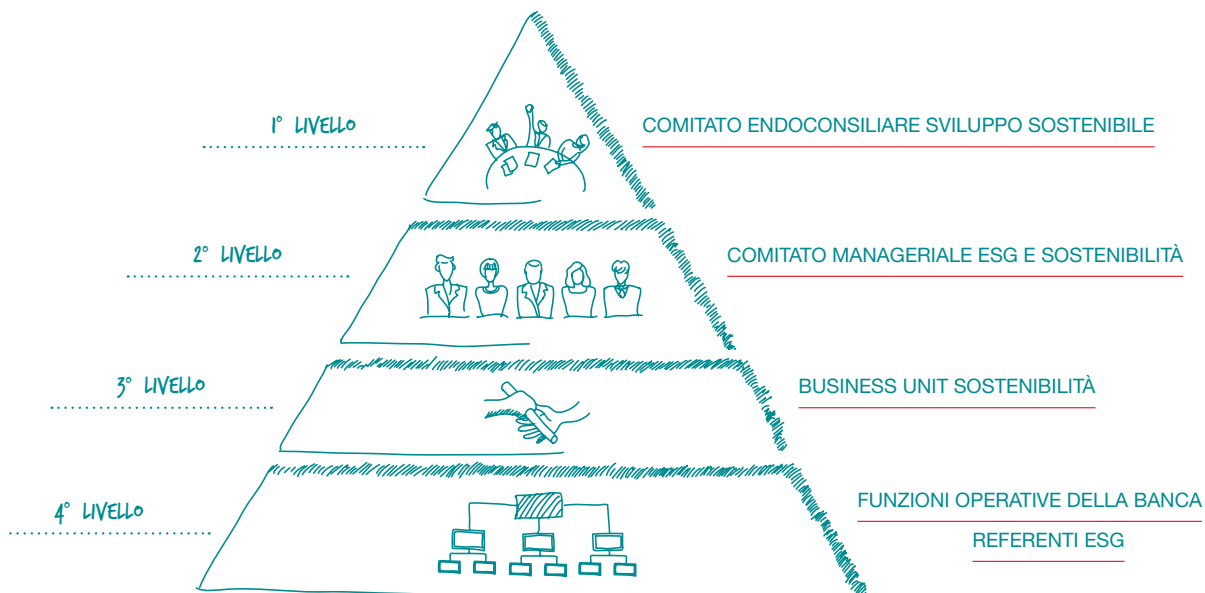 1° LIVELLO
COMITATO ENDOCONSILIARE SVILUPPO SOSTENIBILE
2° LIVELLO
COMITATO MANAGERIALE ESG E SOSTENIBILITÀ
3° LIVELLO
BUSINESS UNIT SOSTENIBILITÀ
4° LIVELLO
FUNZIONI OPERATIVE DELLA BANCA
REFERENTI ESG